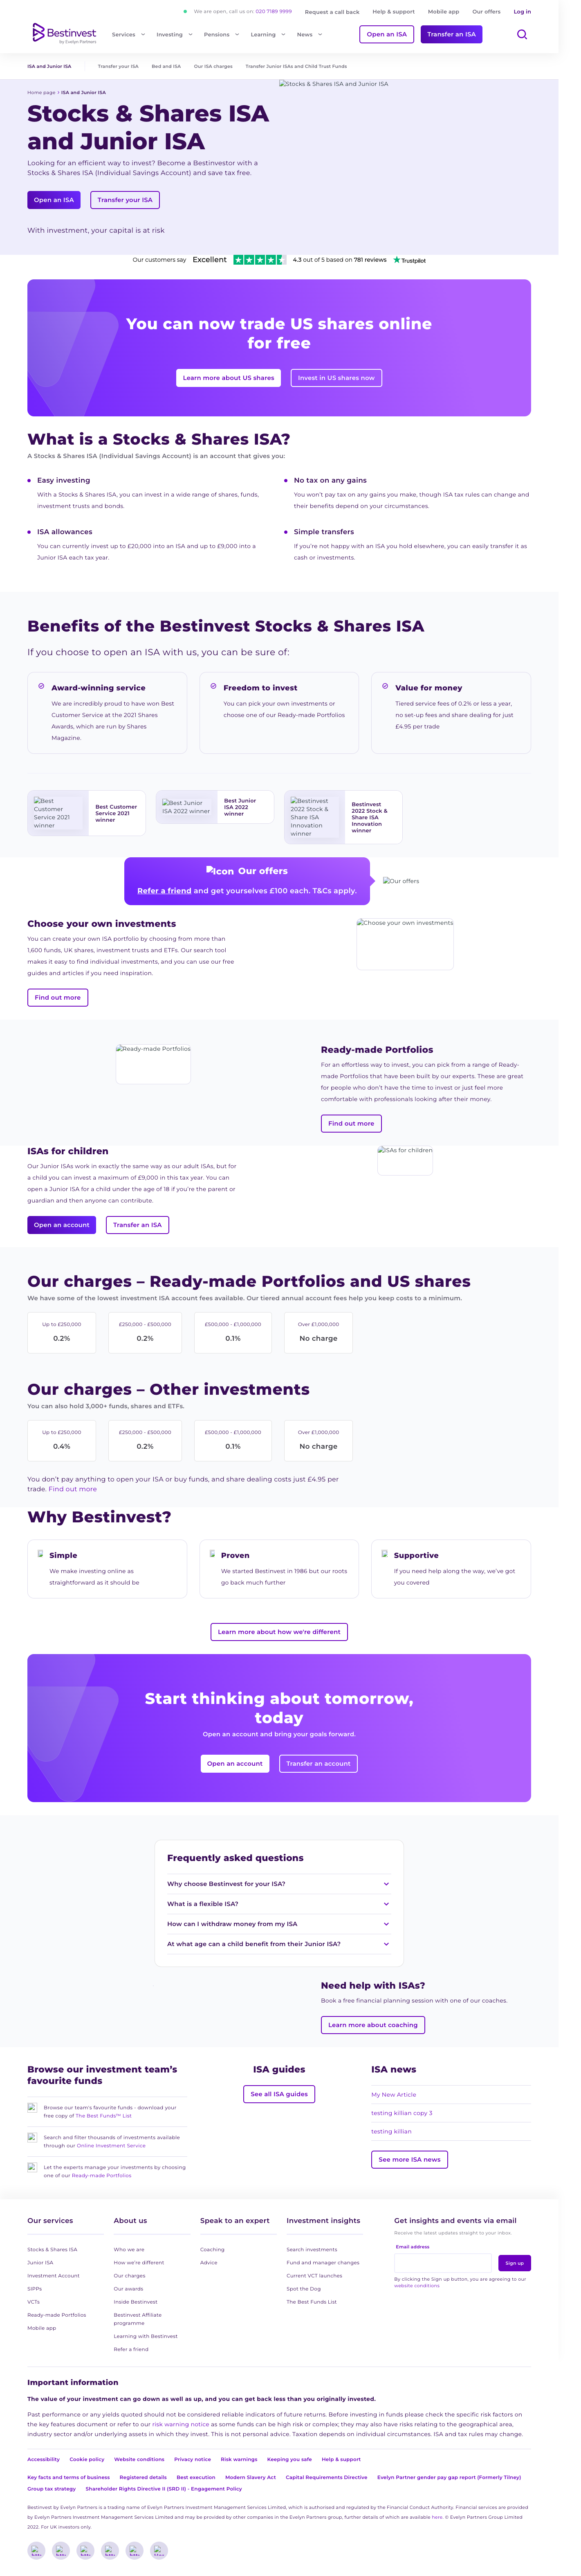 We are open, call us on: 020 7189 9999
Request a call back
Help & support
Mobile app
Our offers
Log in
Bestinvest
by Evelyn Partners
Services
Investing
Pensions
Learning
News
Open an ISA
Transfer an ISA
ISA and Junior ISA
Transfer your ISA
Bed and ISA
Our ISA charges
Transfer Junior ISAs and Child Trust Funds
Home page > ISA and Junior ISA
Stocks & Shares ISA
and Junior ISA
Looking for an efficient way to invest? Become a Bestinvestor with a
Stocks & Shares ISA (Individual Savings Account) and save tax free.
Open an ISA
Transfer your ISA
With investment, your capital is at risk
Stocks & Shares ISA and Junior ISA
Our customers say Excellent 4.3 out of 5 based on 781 reviews Trustpilot
You can now trade US shares online
for free
Learn more about US shares
Invest in US shares now
What is a Stocks & Shares ISA?
A Stocks & Shares ISA (Individual Savings Account) is an account that gives you:
Easy investing
With a Stocks & Shares ISA, you can invest in a wide range of shares, funds,
investment trusts and bonds.
No tax on any gains
You won't pay tax on any gains you make, though ISA tax rules can change and
their benefits depend on your circumstances.
ISA allowances
You can currently invest up to £20,000 into an ISA and up to £9,000 into a
Junior ISA each tax year.
Simple transfers
If you're not happy with an ISA you hold elsewhere, you can easily transfer it as
cash or investments.
Benefits of the Bestinvest Stocks & Shares ISA
If you choose to open an ISA with us, you can be sure of:
Award-winning service
We are incredibly proud to have won Best
Customer Service at the 2021 Shares
Awards, which are run by Shares
Magazine.
Freedom to invest
You can pick your own investments or
choose one of our Ready-made Portfolios
Value for money
Tiered service fees of 0.2% or less a year,
no set-up fees and share dealing for just
£4.95 per trade
Best
Customer
Service 2021
winner
Best Customer
Service 2021
winner
Best Junior
ISA 2022 winner
Best Junior
ISA 2022
winner
Bestinvest
2022 Stock &
Share ISA
Innovation
winner
Bestinvest
2022 Stock &
Share ISA
Innovation
winner
Icon Our offers
Refer a friend and get yourselves £100 each. T&Cs apply.
Our offers
Choose your own investments
You can create your own ISA portfolio by choosing from more than
1,600 funds, UK shares, investment trusts and ETFs. Our search tool
makes it easy to find individual investments, and you can use our free
guides and articles if you need inspiration.
Find out more
Choose your own investments
Ready-made Portfolios
Ready-made Portfolios
For an effortless way to invest, you can pick from a range of Ready-
made Portfolios that have been built by our experts. These are great
for people who don't have the time to invest or just feel more
comfortable with professionals looking after their money.
Find out more
ISAs for children
Our Junior ISAs work in exactly the same way as our adult ISAs, but for
a child you can invest a maximum of £9,000 in this tax year. You can
open a Junior ISA for a child under the age of 18 if you're the parent or
guardian and then anyone can contribute.
Open an account
Transfer an ISA
ISAs for children
Our charges – Ready-made Portfolios and US shares
We have some of the lowest investment ISA account fees available. Our tiered annual account fees help you keep costs to a minimum.
Up to £250,000
0.2%
£250,000 - £500,000
0.2%
£500,000 - £1,000,000
0.1%
Over £1,000,000
No charge
Our charges – Other investments
You can also hold 3,000+ funds, shares and ETFs.
Up to £250,000
0.4%
£250,000 - £500,000
0.2%
£500,000 - £1,000,000
0.1%
Over £1,000,000
No charge
You don't pay anything to open your ISA or buy funds, and share dealing costs just £4.95 per
trade. Find out more
Why Bestinvest?
Simple
We make investing online as
straightforward as it should be
Proven
We started Bestinvest in 1986 but our roots
go back much further
Supportive
If you need help along the way, we've got
you covered
Learn more about how we're different
Start thinking about tomorrow,
today
Open an account and bring your goals forward.
Open an account
Transfer an account
Frequently asked questions
Why choose Bestinvest for your ISA?
What is a flexible ISA?
How can I withdraw money from my ISA
At what age can a child benefit from their Junior ISA?
Need help with ISAs?
Book a free financial planning session with one of our coaches.
Learn more about coaching
Browse our investment team's
favourite funds
Browse our team's favourite funds - download your
free copy of The Best Funds™ List
Search and filter thousands of investments available
through our Online Investment Service
Let the experts manage your investments by choosing
one of our Ready-made Portfolios
ISA guides
See all ISA guides
ISA news
My New Article
testing killian copy 3
testing killian
See more ISA news
Our services
Stocks & Shares ISA
Junior ISA
Investment Account
SIPPs
VCTs
Ready-made Portfolios
Mobile app
About us
Who we are
How we're different
Our charges
Our awards
Inside Bestinvest
Bestinvest Affiliate
programme
Learning with Bestinvest
Refer a friend
Speak to an expert
Coaching
Advice
Investment insights
Search investments
Fund and manager changes
Current VCT launches
Spot the Dog
The Best Funds List
Get insights and events via email
Receive the latest updates straight to your inbox.
Email address
Sign up
By clicking the Sign up button, you are agreeing to our
website conditions.
Important information
The value of your investment can go down as well as up, and you can get back less than you originally invested.
Past performance or any yields quoted should not be considered reliable indicators of future returns. Before investing in funds please check the specific risk factors on
the key features document or refer to our risk warning notice as some funds can be high risk or complex; they may also have risks relating to the geographical area,
industry sector and/or underlying assets in which they invest. This is not personal advice. Taxation depends on individual circumstances. ISA and tax rules may change.
Accessibility
Cookie policy
Website conditions
Privacy notice
Risk warnings
Keeping you safe
Help & support
Key facts and terms of business
Registered details
Best execution
Modern Slavery Act
Capital Requirements Directive
Evelyn Partner gender pay gap report (Formerly Tilney)
Group tax strategy
Shareholder Rights Directive II (SRD II) - Engagement Policy
Bestinvest by Evelyn Partners is a trading name of Evelyn Partners Investment Management Services Limited, which is authorised and regulated by the Financial Conduct Authority. Financial services are provided
by Evelyn Partners Investment Management Services Limited and may be provided by other companies in the Evelyn Partners group, further details of which are available here. © Evelyn Partners Group Limited
2022. For UK investors only.